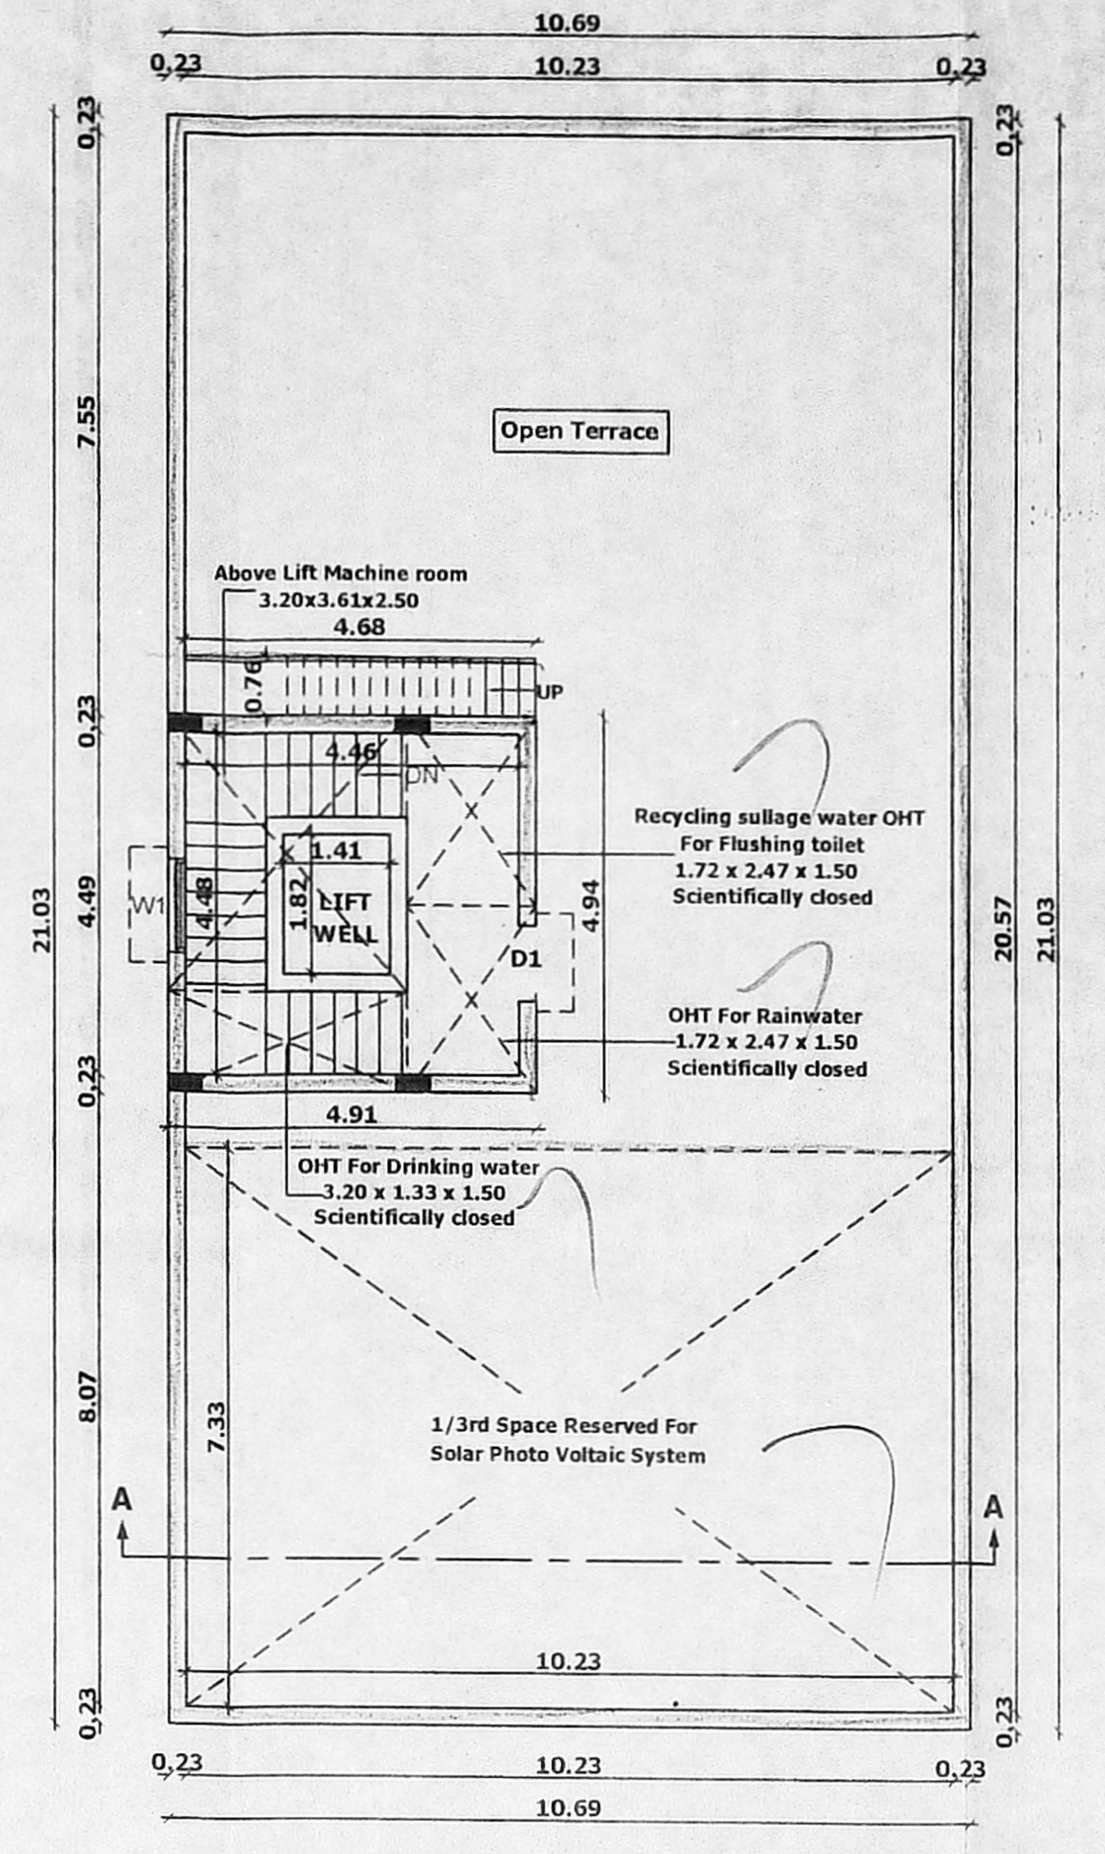 10.69
0,23
10.23
0,23
0,23
0,23
7.55
Open Terrace
Above Lift Machine room
3.20x3.61x2.50
4.68
0.76
UP
0,23
4.46
DN
Recycling sullage water OHT
For Flushing toilet
1.72 x 2.47 x 1.50
Scientifically closed
1.41
1.82
LIFT
WELL
W1
4.48
4.49
21.03
4.94
D1
20.57
21.03
OHT For Rainwater
1.72 x 2.47 x 1.50
Scientifically closed
0,23
4.91
OHT For Drinking water
3.20 x 1.33 x 1.50
Scientifically closed
8.07
7.33
1/3rd Space Reserved For
Solar Photo Voltaic System
A
A
10.23
0,23
0,23
0,23
10.23
0,23
10.69